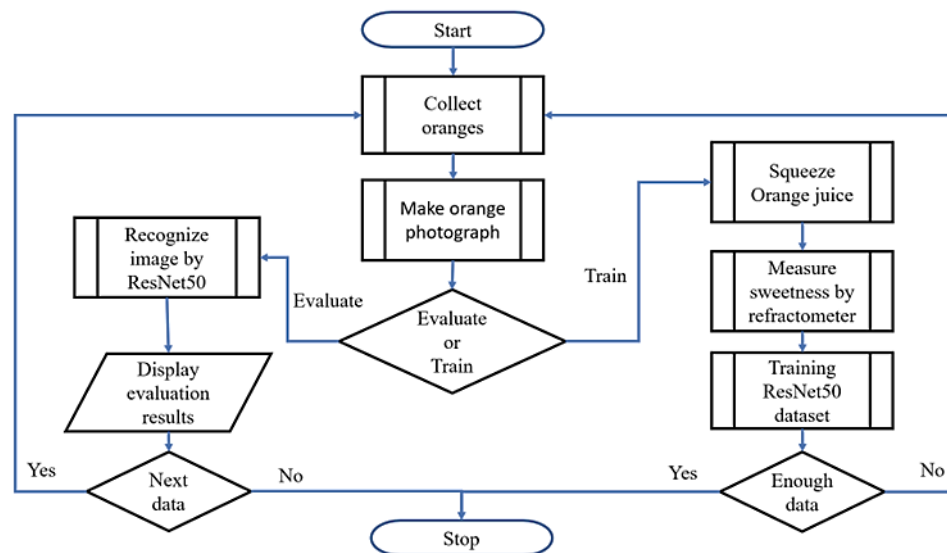 Start
Collect
oranges
Make orange
photograph
Evaluate
or
Train
Evaluate
Train
Recognize
image by
ResNet50
Display
evaluation
results
Next
data
Yes
No
Squeeze
Orange juice
Measure
sweetness by
refractometer
Training
ResNet50
dataset
Enough
data
Yes
No
Stop